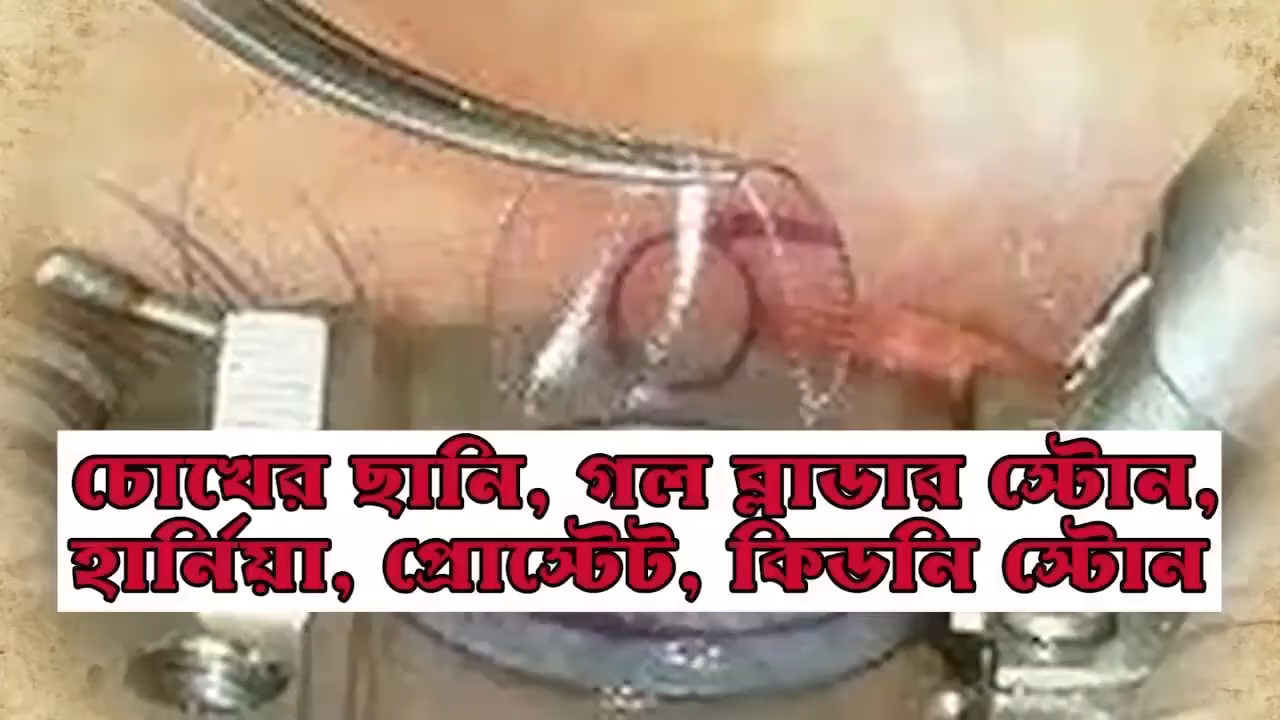 চোখের ছানি, গল ব্লাডার স্টোন,
হার্নিয়া, প্রোস্টেট, কিডনি স্টোন